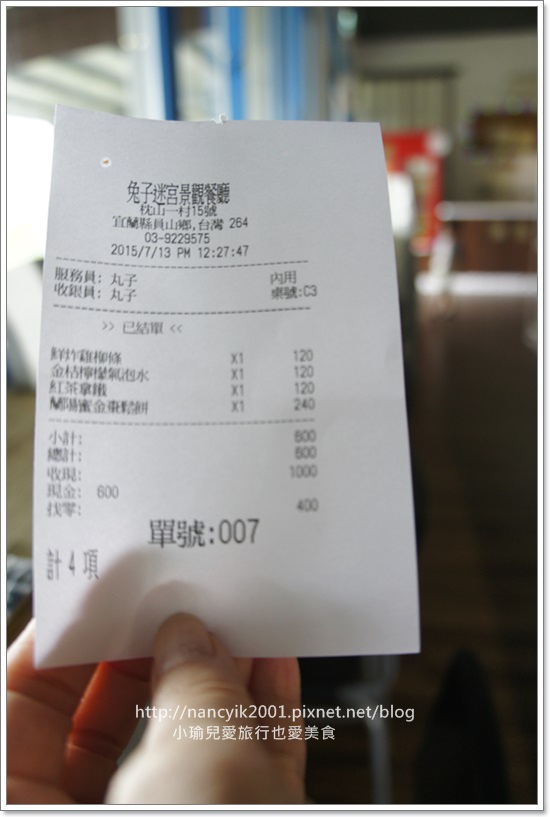 兔子迷宮景觀餐廳
枕山一村15號
宜蘭縣員山鄉,台灣 264
03-9229575
2015/7/13 PM 12:27:47
服務員: 丸子 內用
收銀員: 丸子 桌號:C3
>> 已結單 <<
鮮炸雞柳條 X1 120
金桔檸檬氣泡水 X1 120
紅茶拿鐵 X1 120
蘭陽蜜金棗鬆餅 X1 240
小計: 600
總計: 600
收現: 1000
現金: 600
找零: 400
單號:007
計 4 項
http://nancyik2001.pixnet.net/blog
小瑜兒愛旅行也愛美食